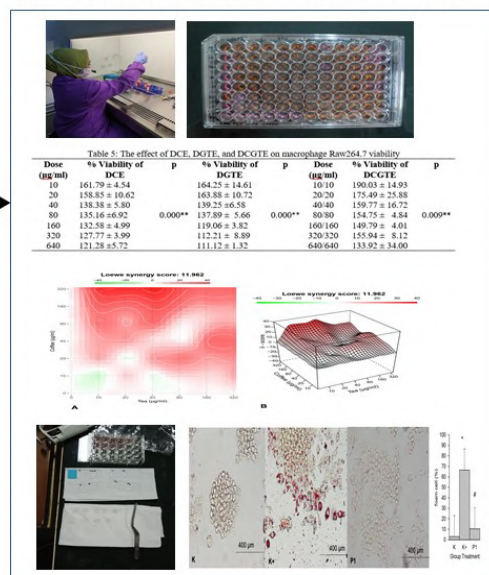 Table 5: The effect of DCE, DGTE, and DCGTE on macrophage Raw264.7 viability
Dose (µg/ml) % Viability of DCE p % Viability of DGTE p Dose (µg/ml) % Viability of DCGTE p
10 161.79 ± 4.54 164.25 ± 14.61 10/10 190.03 ± 14.93
20 158.85 ± 10.62 163.88 ± 10.72 20/20 175.49 ± 25.88
40 138.38 ± 5.80 139.25 ±6.58 40/40 159.77 ± 16.72
80 135.16 ±6.92 0.000** 137.89 ± 5.66 0.000** 80/80 154.75 ± 4.84 0.009**
160 132.58 ± 4.99 119.06 ± 3.82 160/160 149.79 ± 4.01
320 127.77 ± 3.99 112.21 ± 8.89 320/320 155.94 ± 8.12
640 121.28 ±5.72 111.12 ± 1.32 640/640 133.92 ± 34.00
Loewe synergy score: 11.962
Loewe synergy score: 11.962
A
B
K
400 µm
K+
400 µm
P1
400 µm
K K+ P1
Group Treatment